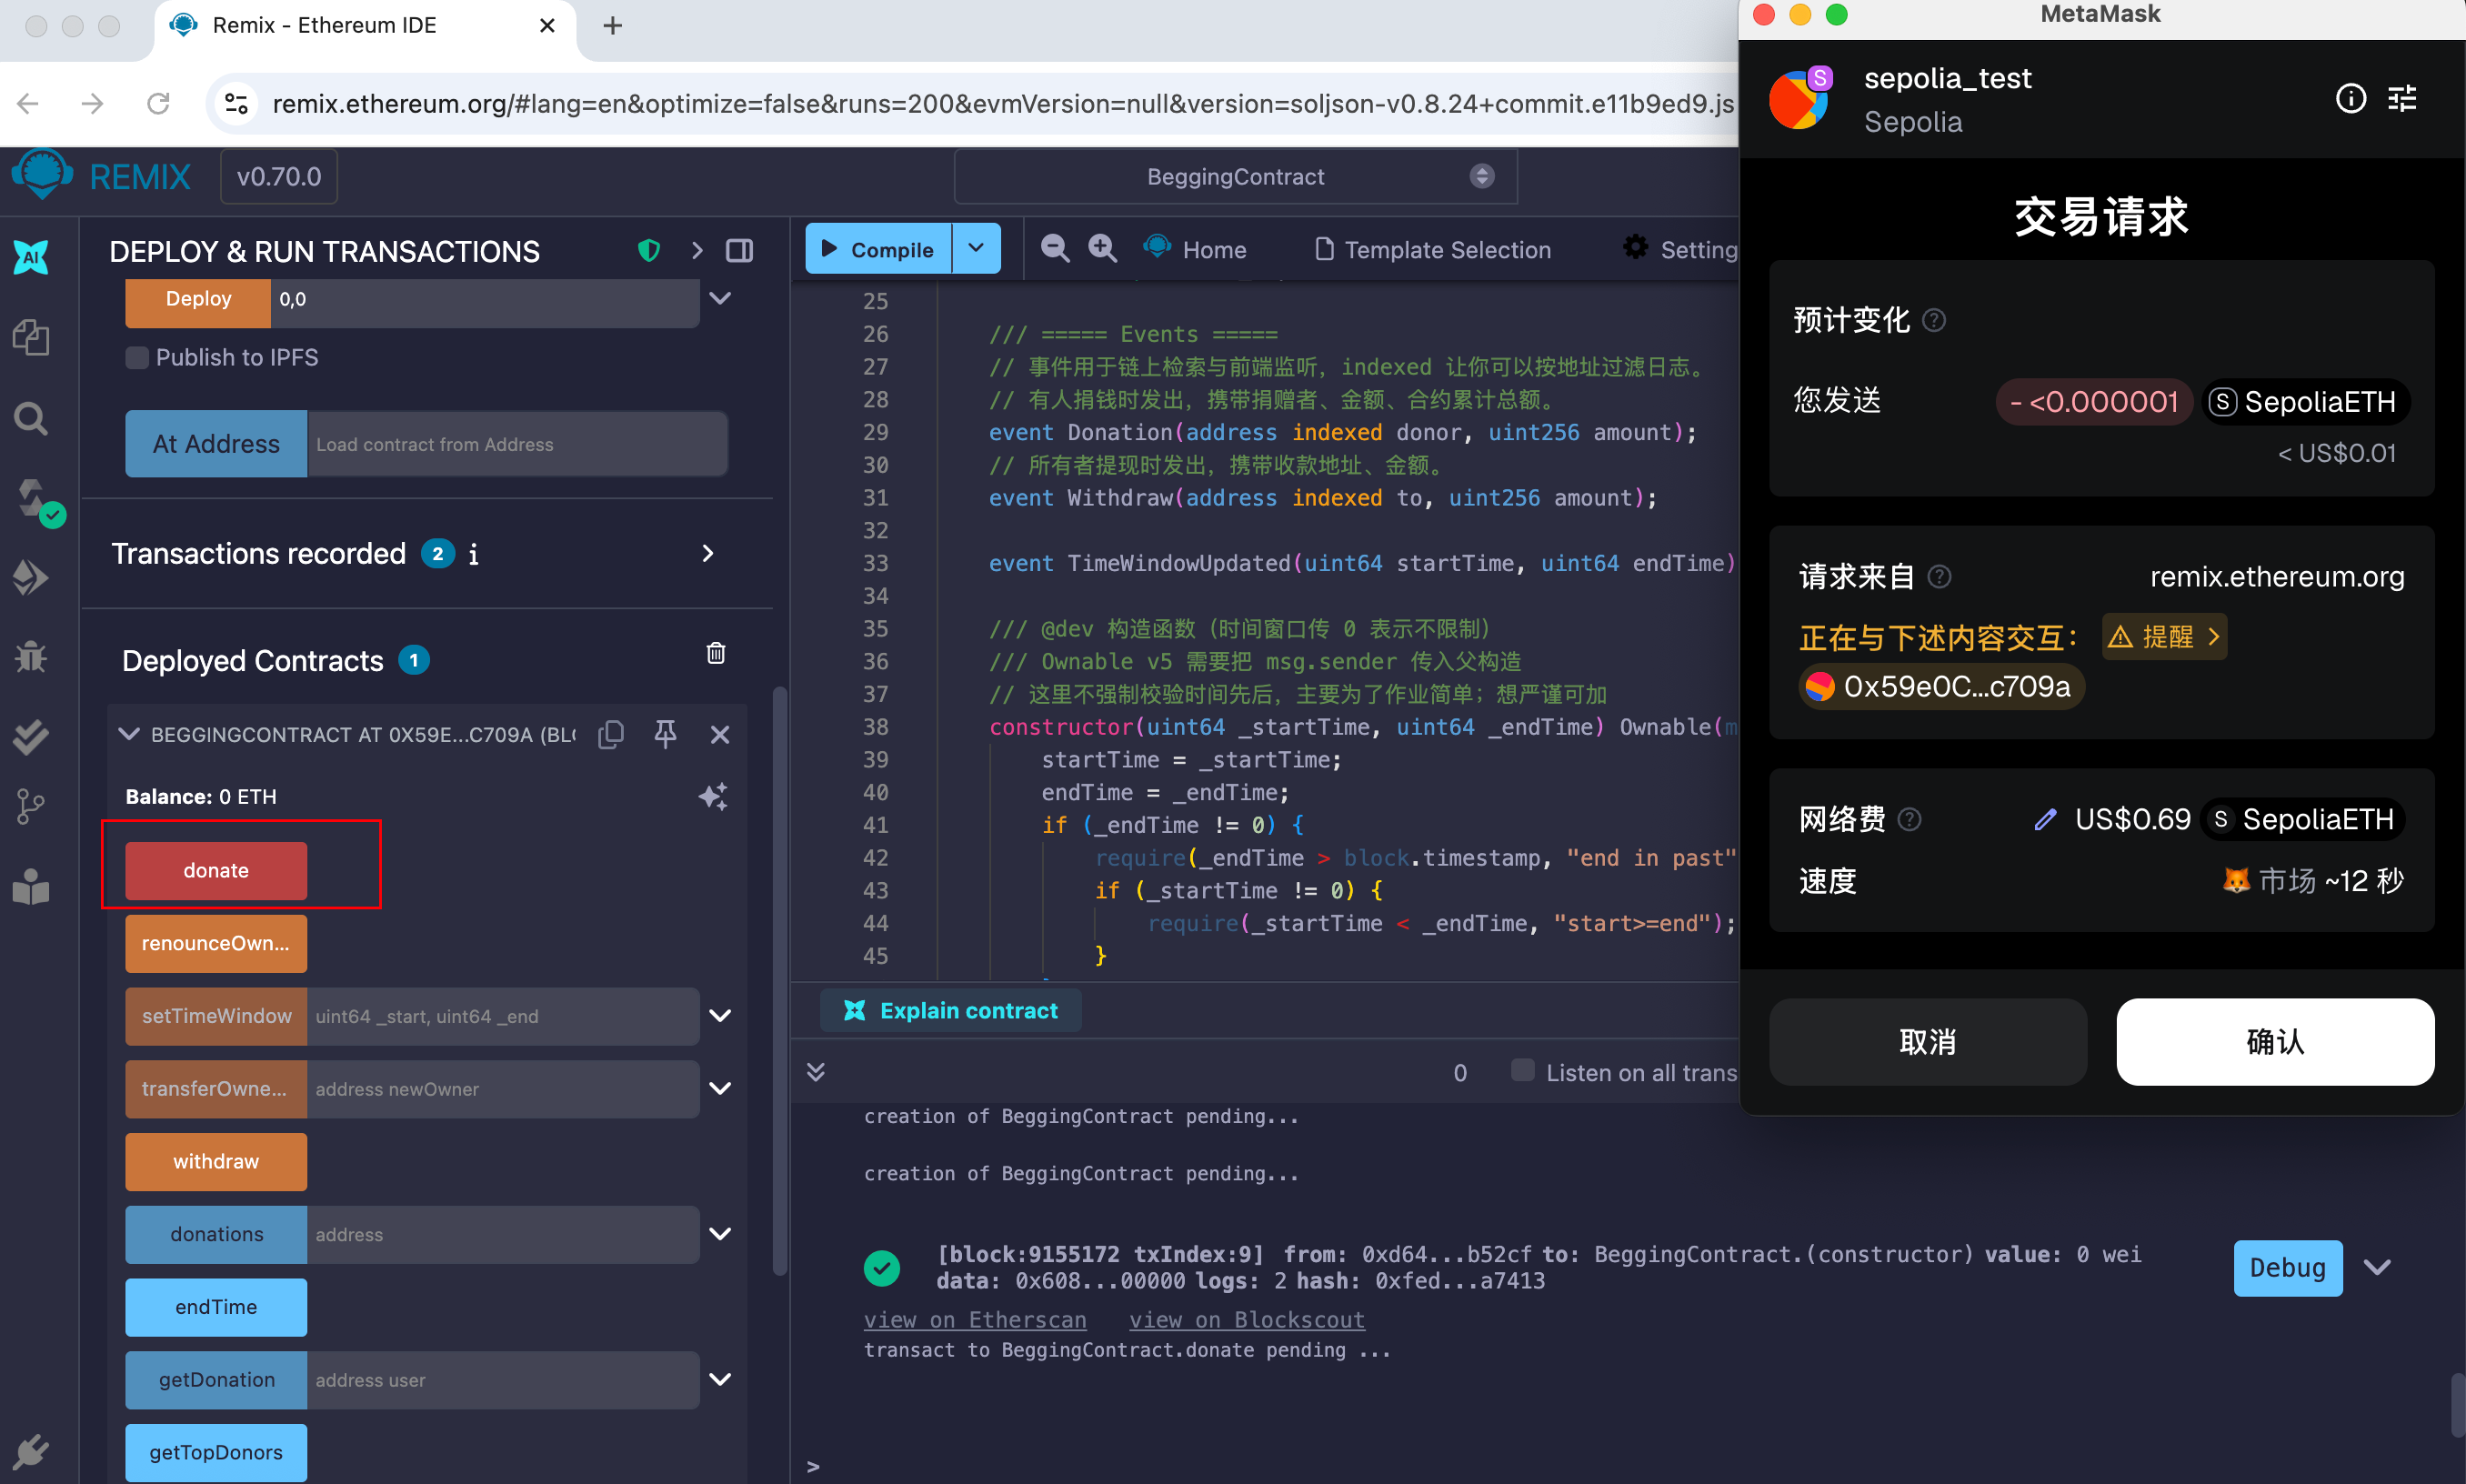 Remix - Ethereum IDE
remix.ethereum.org/#lang=en&optimize=false&runs=200&evmVersion=null&version=soljson-v0.8.24+commit.e11b9ed9.js
REMIX
v0.70.0
BeggingContract
DEPLOY & RUN TRANSACTIONS
Deploy
0,0
Publish to IPFS
At Address
Load contract from Address
Transactions recorded 2 i
Deployed Contracts 1
BEGGINGCONTRACT AT 0X59E...C709A (BLO
Balance: 0 ETH
donate
renounceOwn...
setTimeWindow
uint64 _start, uint64 _end
transferOwne...
address newOwner
withdraw
donations
address
endTime
getDonation
address user
getTopDonors
AI
Compile
Home
Template Selection
Setting
25
26 /// ===== Events =====
27 // 事件用于链上检索与前端监听，indexed 让你可以按地址过滤日志。
28 // 有人捐钱时发出，携带捐赠者、金额、合约累计总额。
29 event Donation(address indexed donor, uint256 amount);
30 // 所有者提现时发出，携带收款地址、金额。
31 event Withdraw(address indexed to, uint256 amount);
32
33 event TimeWindowUpdated(uint64 startTime, uint64 endTime)
34
35 /// @dev 构造函数（时间窗口传 0 表示不限制）
36 /// Ownable v5 需要把 msg.sender 传入父构造
37 // 这里不强制校验时间先后，主要为了作业简单；想严谨可加
38 constructor(uint64 _startTime, uint64 _endTime) Ownable(m
39 startTime = _startTime;
40 endTime = _endTime;
41 if (_endTime != 0) {
42 require(_endTime > block.timestamp, "end in past"
43 if (_startTime != 0) {
44 require(_startTime < _endTime, "start>=end");
45 }
Explain contract
0
Listen on all trans
creation of BeggingContract pending...
creation of BeggingContract pending...
[block:9155172 txIndex:9] from: 0xd64...b52cf to: BeggingContract.(constructor) value: 0 wei
data: 0x608...00000 logs: 2 hash: 0xfed...a7413
Debug
view on Etherscan view on Blockscout
transact to BeggingContract.donate pending ...
>
MetaMask
S
sepolia_test
Sepolia
交易请求
预计变化
您发送
- <0.000001
S SepoliaETH
< US$0.01
请求来自
remix.ethereum.org
正在与下述内容交互：
提醒
0x59e0C...c709a
网络费
US$0.69
S SepoliaETH
速度
市场 ~12 秒
取消
确认